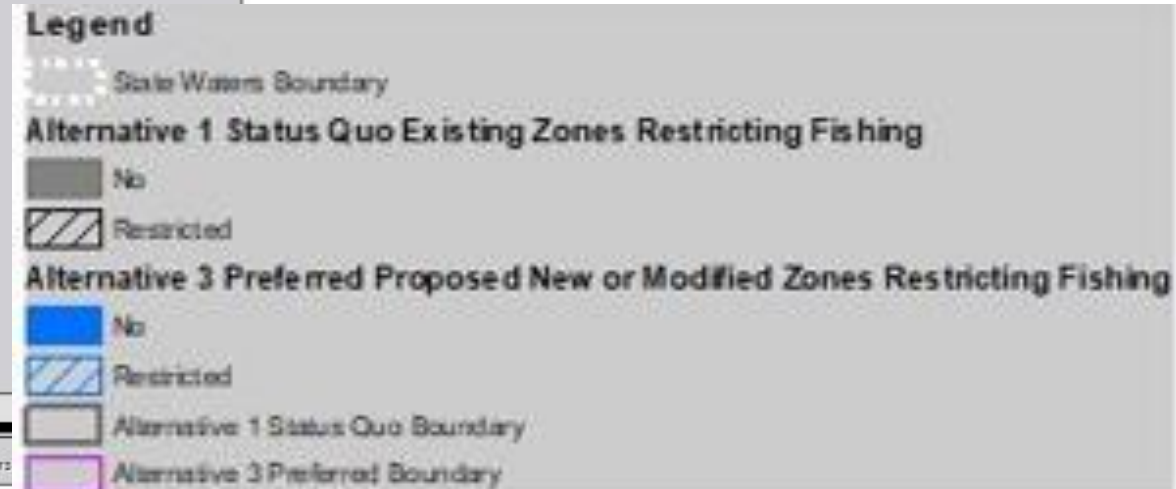 Legend
State Waters Boundary
Alternative 1 Status Quo Existing Zones Restricting Fishing
No
Restricted
Alternative 3 Preferred Proposed New or Modified Zones Restricting Fishing
No
Restricted
Alternative 1 Status Quo Boundary
Alternative 3 Preferred Boundary